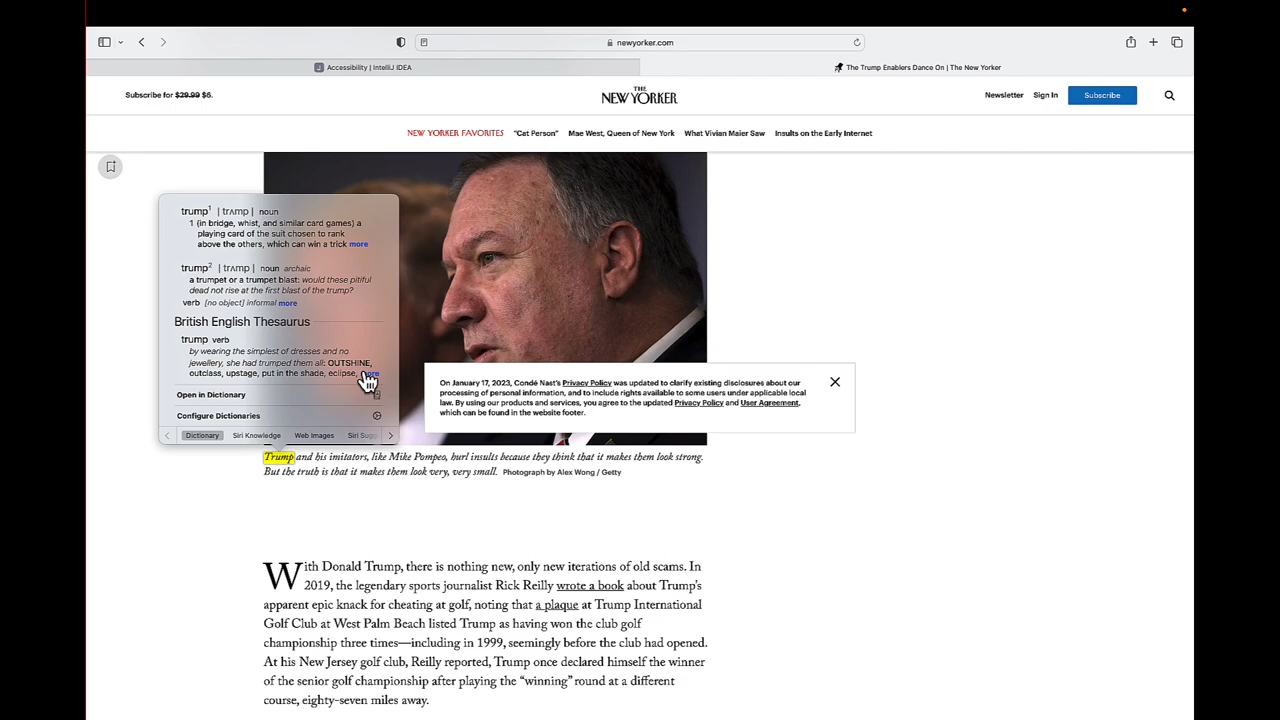 newyorker.com
Accessibility | IntelliJ IDEA
The Trump Enablers Dance On | The New Yorker
Subscribe for $29.99 $6.
THE
NEW YORKER
Newsletter
Sign In
Subscribe
NEW YORKER FAVORITES
“Cat Person”
Mae West, Queen of New York
What Vivian Maier Saw
Insults on the Early Internet
trump¹ | trʌmp | noun
1 (in bridge, whist, and similar card games) a
playing card of the suit chosen to rank
above the others, which can win a trick more
trump² | trʌmp | noun archaic
a trumpet or a trumpet blast: would these pitiful
dead not rise at the first blast of the trump?
verb [no object] informal more
British English Thesaurus
trump verb
by wearing the simplest of dresses and no
jewellery, she had trumped them all: OUTSHINE,
outclass, upstage, put in the shade, eclipse,
Open in Dictionary
Configure Dictionaries
Dictionary
Siri Knowledge
Web Images
Siri
On January 17, 2023, Condé Nast’s Privacy Policy was updated to clarify existing disclosures about our
processing of personal information, and to include rights available to some users under applicable local
law. By using our products and services, you agree to the updated Privacy Policy and User Agreement,
which can be found in the website footer.
Trump and his imitators, like Mike Pompeo, hurl insults because they think that it makes them look strong.
But the truth is that it makes them look very, very small. Photograph by Alex Wong / Getty
With Donald Trump, there is nothing new, only new iterations of old scams. In
2019, the legendary sports journalist Rick Reilly wrote a book about Trump’s
apparent epic knack for cheating at golf, noting that a plaque at Trump International
Golf Club at West Palm Beach listed Trump as having won the club golf
championship three times—including in 1999, seemingly before the club had opened.
At his New Jersey golf club, Reilly reported, Trump once declared himself the winner
of the senior golf championship after playing the “winning” round at a different
course, eighty-seven miles away.